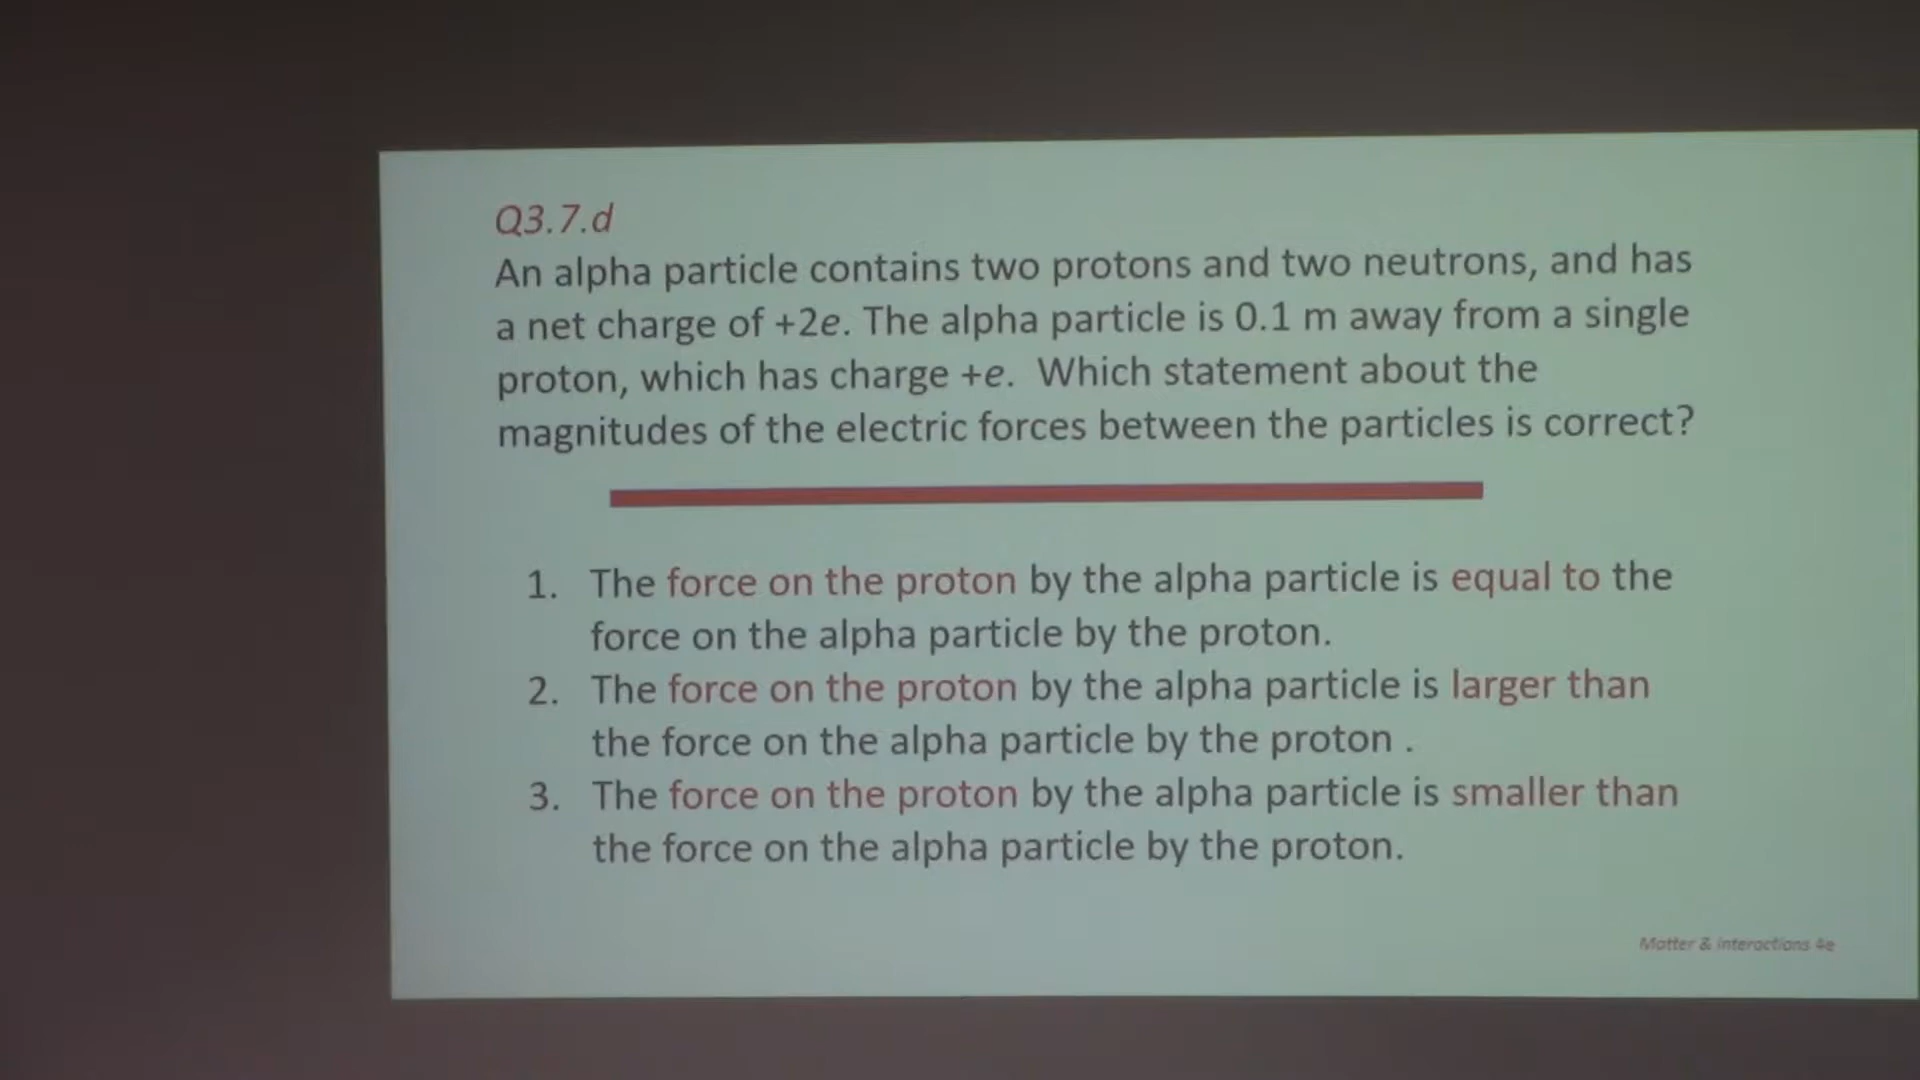 Q3.7.d
An alpha particle contains two protons and two neutrons, and has
a net charge of +2e. The alpha particle is 0.1 m away from a single
proton, which has charge +e.  Which statement about the
magnitudes of the electric forces between the particles is correct?
1. The force on the proton by the alpha particle is equal to the
force on the alpha particle by the proton.
2. The force on the proton by the alpha particle is larger than
the force on the alpha particle by the proton .
3. The force on the proton by the alpha particle is smaller than
the force on the alpha particle by the proton.
Matter & Interactions 4e